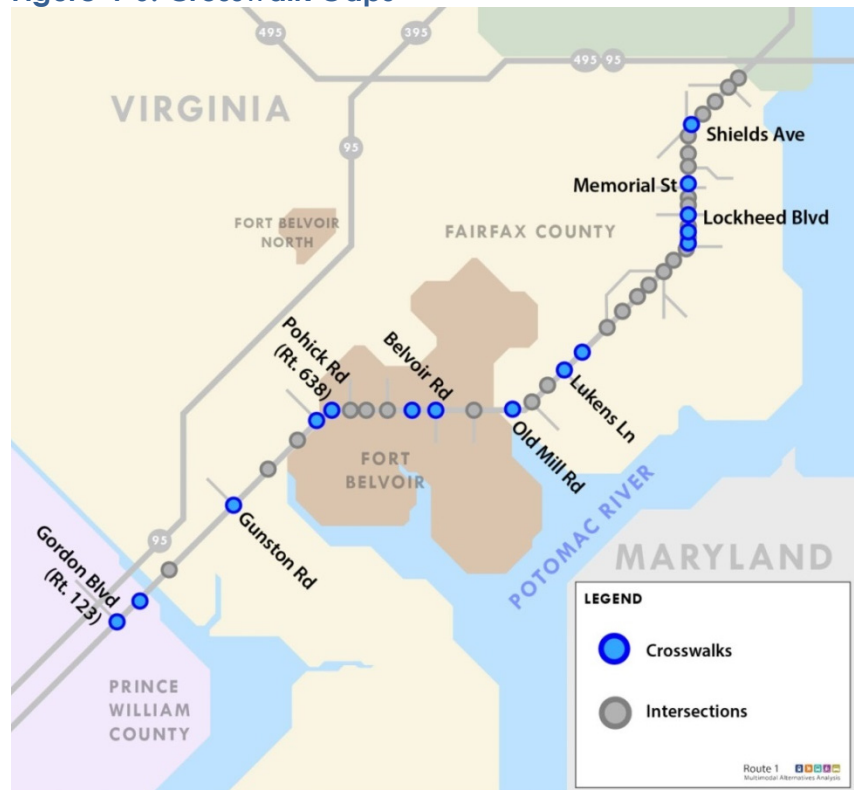 Figure 4-6: Crosswalk Gaps
495
395
495 95
VIRGINIA
95
Shields Ave
Memorial St
Lockheed Blvd
FORT BELVOIR
NORTH
FAIRFAX COUNTY
Pohick Rd
(Rt. 638)
Belvoir Rd
Lukens Ln
Old Mill Rd
FORT
BELVOIR
POTOMAC RIVER
Gunston Rd
95
Gordon Blvd
(Rt. 123)
MARYLAND
PRINCE
WILLIAM
COUNTY
LEGEND
Crosswalks
Intersections
Route 1
Multimodal Alternatives Analysis